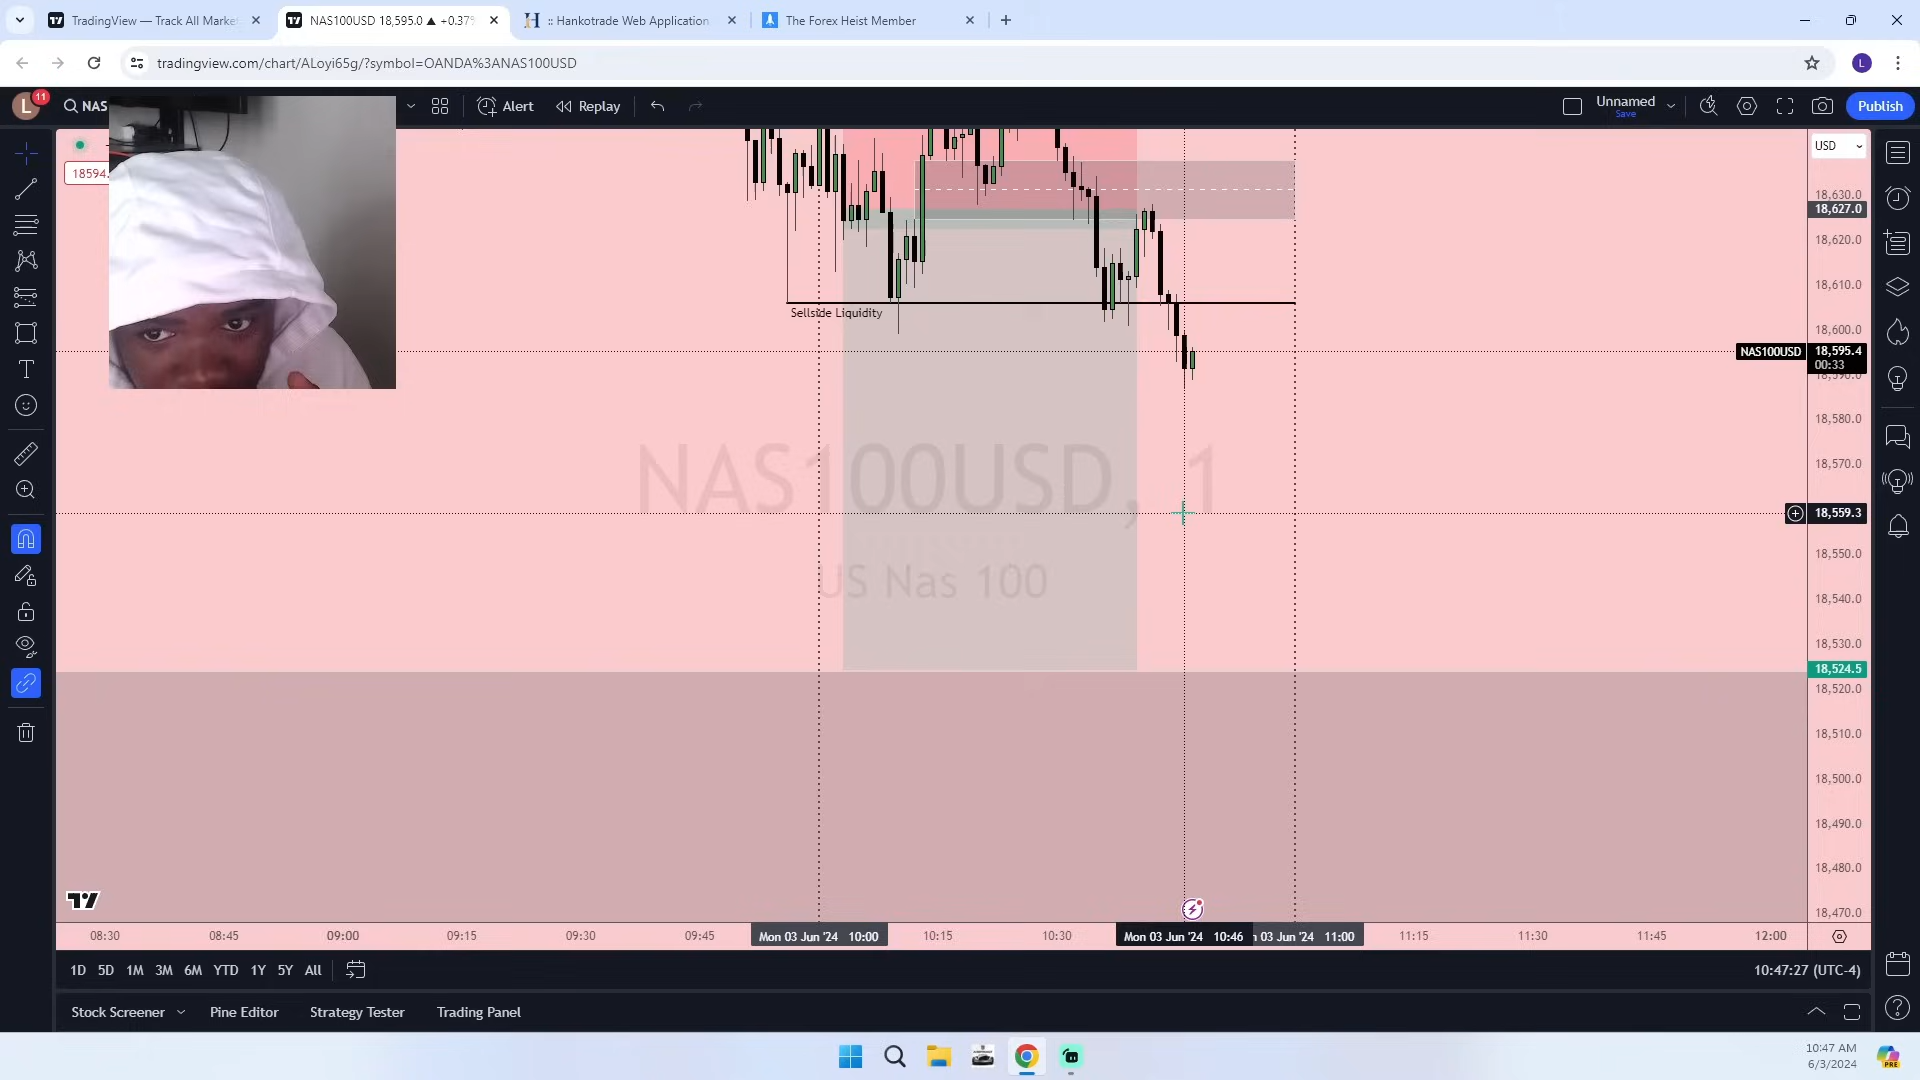 TradingView — Track All Marke
NAS100USD 18,595.0 ▲ +0.37%
:: Hankotrade Web Application
The Forex Heist Member
tradingview.com/chart/ALoyi65g/?symbol=OANDA%3ANAS100USD
L
L
11
NAS
Alert
Replay
Unnamed
Save
Publish
USD
18594.
18,630.0
18,627.0
18,620.0
18,610.0
Sellside Liquidity
18,600.0
NAS100USD
18,595.4
00:33
18,590.0
18,580.0
18,570.0
NAS100USD, 1
18,559.3
18,550.0
US Nas 100
18,540.0
18,530.0
18,524.5
18,520.0
18,510.0
18,500.0
18,490.0
18,480.0
18,470.0
08:30 08:45 09:00 09:15 09:30 09:45 Mon 03 Jun '24 10:00 10:15 10:30 Mon 03 Jun '24 10:46 03 Jun '24 11:00 11:15 11:30 11:45 12:00
1D 5D 1M 3M 6M YTD 1Y 5Y All
10:47:27 (UTC-4)
Stock Screener Pine Editor Strategy Tester Trading Panel
10:47 AM
6/3/2024
PRE